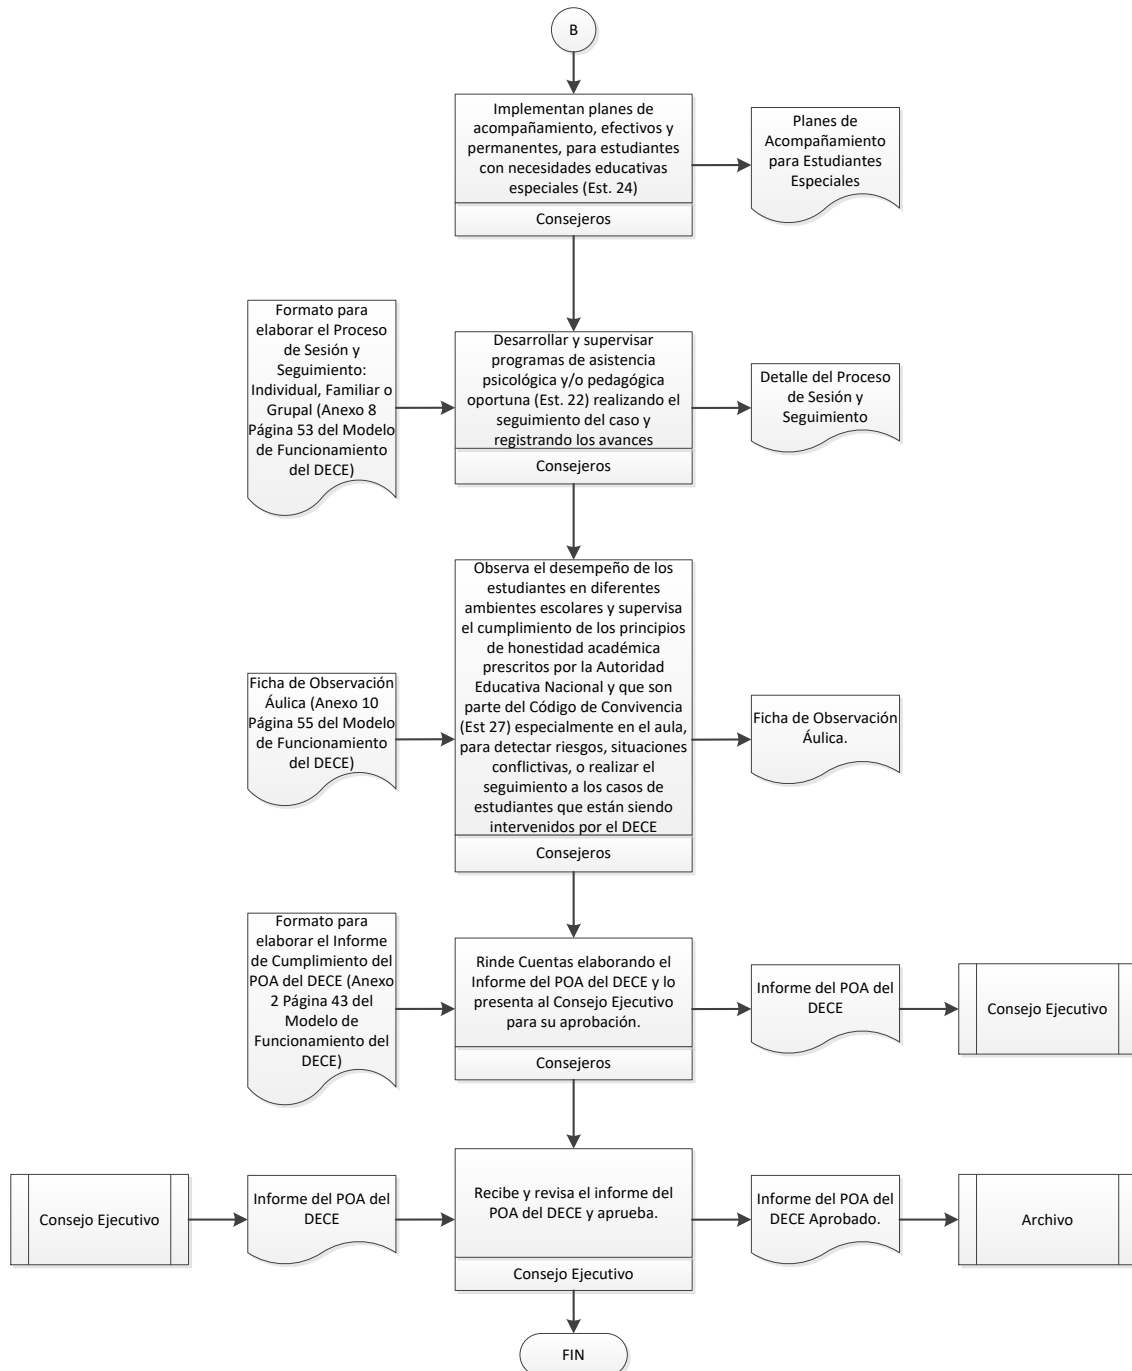 B
Implementan planes de
acompañamiento, efectivos y
permanentes, para estudiantes
con necesidades educativas
especiales (Est. 24)
Consejeros
Planes de
Acompañamiento
para Estudiantes
Especiales
Formato para
elaborar el Proceso
de Sesión y
Seguimiento:
Individual, Familiar o
Grupal (Anexo 8
Página 53 del Modelo
de Funcionamiento
del DECE)
Desarrollar y supervisar
programas de asistencia
psicológica y/o pedagógica
oportuna (Est. 22) realizando el
seguimiento del caso y
registrando los avances
Consejeros
Detalle del Proceso
de Sesión y
Seguimiento
Ficha de Observación
Áulica (Anexo 10
Página 55 del Modelo
de Funcionamiento
del DECE)
Observa el desempeño de los
estudiantes en diferentes
ambientes escolares y supervisa
el cumplimiento de los principios
de honestidad académica
prescritos por la Autoridad
Educativa Nacional y que son
parte del Código de Convivencia
(Est 27) especialmente en el aula,
para detectar riesgos, situaciones
conflictivas, o realizar el
seguimiento a los casos de
estudiantes que están siendo
intervenidos por el DECE
Consejeros
Ficha de Observación
Áulica.
Formato para
elaborar el Informe
de Cumplimiento del
POA del DECE (Anexo
2 Página 43 del
Modelo de
Funcionamiento del
DECE)
Rinde Cuentas elaborando el
Informe del POA del DECE y lo
presenta al Consejo Ejecutivo
para su aprobación.
Consejeros
Informe del POA del
DECE
Consejo Ejecutivo
Consejo Ejecutivo
Informe del POA del
DECE
Recibe y revisa el informe del
POA del DECE y aprueba.
Consejo Ejecutivo
Informe del POA del
DECE Aprobado.
Archivo
FIN